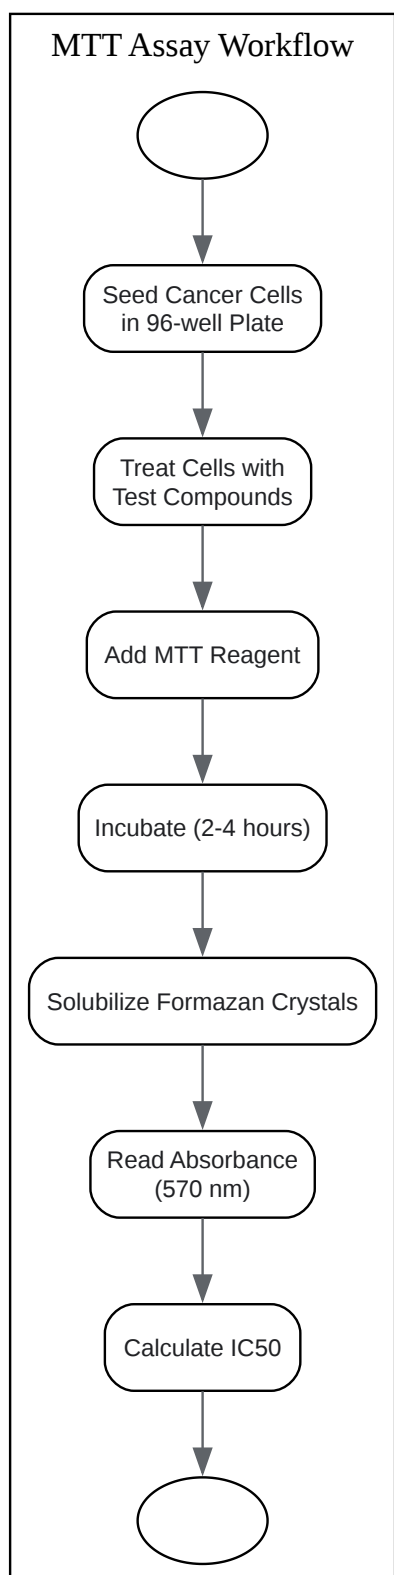 MTT Assay Workflow
Seed Cancer Cells
in 96-well Plate
Treat Cells with
Test Compounds
Add MTT Reagent
Incubate (2-4 hours)
Solubilize Formazan Crystals
Read Absorbance
(570 nm)
Calculate IC50